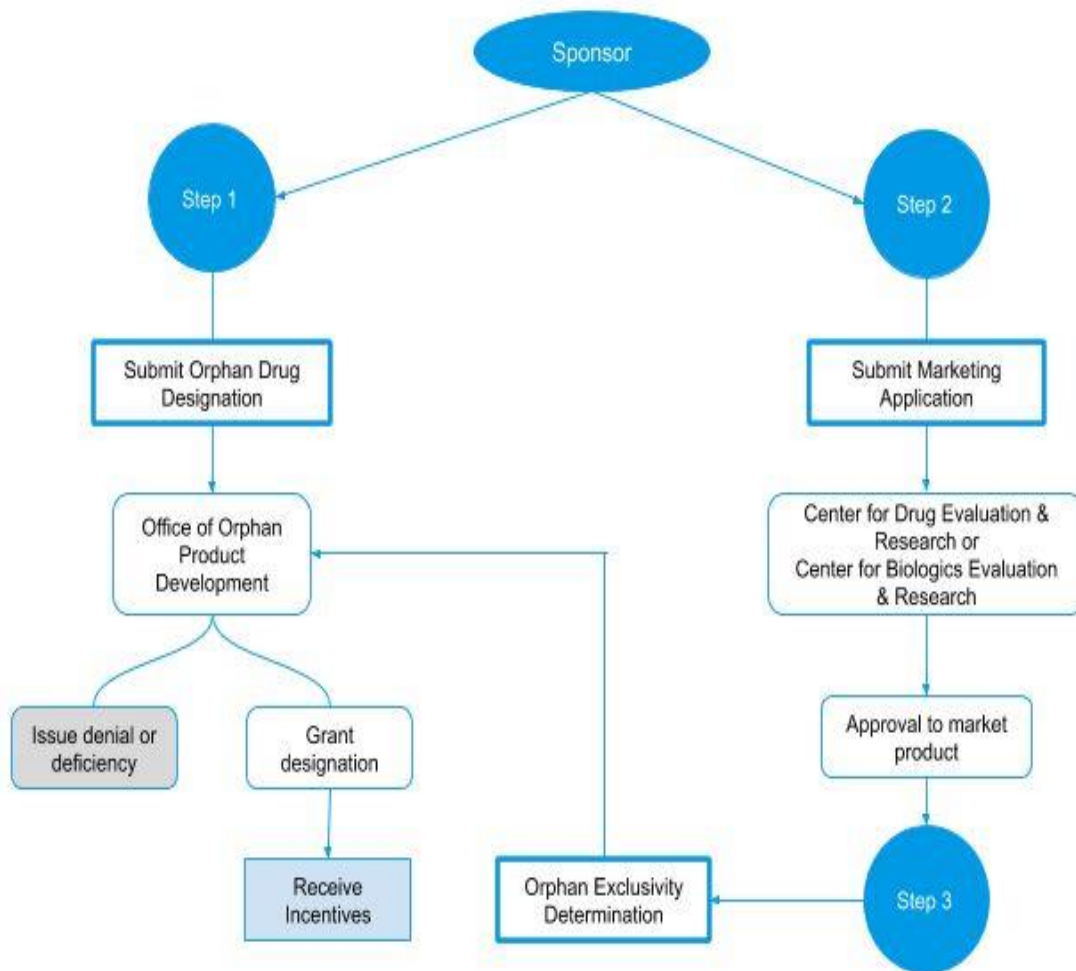 Sponsor
Step 1
Step 2
Submit Orphan Drug
Designation
Submit Marketing
Application
Office of Orphan
Product
Development
Center for Drug Evaluation &
Research or
Center for Biologics Evaluation
& Research
Issue denial or
deficiency
Grant
designation
Approval to market
product
Receive
Incentives
Orphan Exclusivity
Determination
Step 3